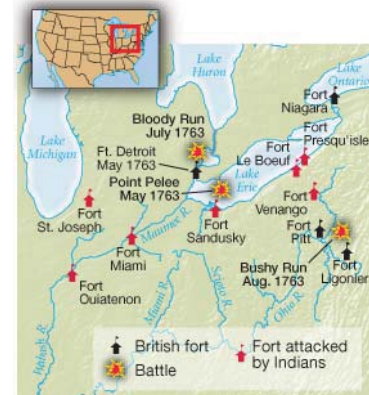 Lake
Huron
Lake
Ontario
Fort
Niagara
Bloody Run
July 1763
Fort
Presqu'isle
Lake
Michigan
Ft. Detroit
May 1763
Fort
Le Boeuf
Point Pelee
May 1763
Lake
Erie
Fort
Venango
Fort
St. Joseph
Maumee R.
Fort
Sandusky
Fort
Pitt
Fort
Miami
Bushy Run
Aug. 1763
Fort
Ligonier
Fort
Ouiatenon
Wabash R.
Miami R.
Scioto R.
Ohio R.
British fort
Battle
Fort attacked
by Indians